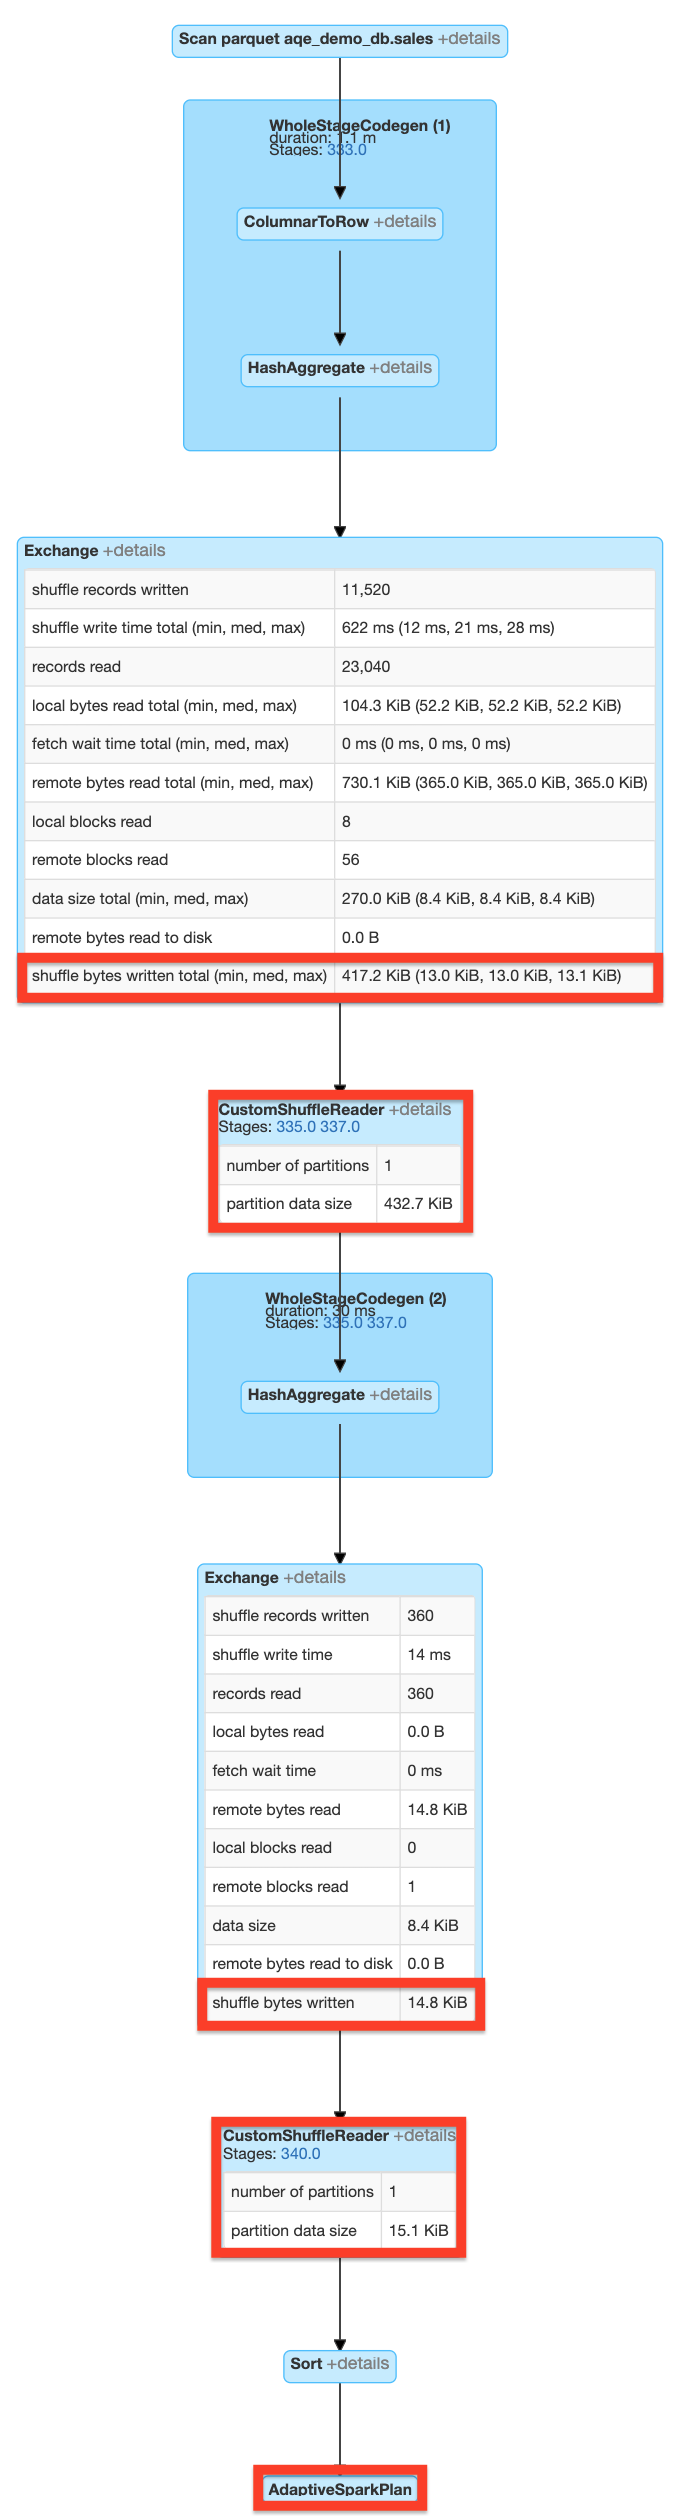 Scan parquet aqe_demo_db.sales +details
WholeStageCodegen (1)
duration: 1.1 m
Stages: 333.0
ColumnarToRow +details
HashAggregate +details
Exchange +details
shuffle records written 11,520
shuffle write time total (min, med, max) 622 ms (12 ms, 21 ms, 28 ms)
records read 23,040
local bytes read total (min, med, max) 104.3 KiB (52.2 KiB, 52.2 KiB, 52.2 KiB)
fetch wait time total (min, med, max) 0 ms (0 ms, 0 ms, 0 ms)
remote bytes read total (min, med, max) 730.1 KiB (365.0 KiB, 365.0 KiB, 365.0 KiB)
local blocks read 8
remote blocks read 56
data size total (min, med, max) 270.0 KiB (8.4 KiB, 8.4 KiB, 8.4 KiB)
remote bytes read to disk 0.0 B
shuffle bytes written total (min, med, max) 417.2 KiB (13.0 KiB, 13.0 KiB, 13.1 KiB)
CustomShuffleReader +details
Stages: 335.0 337.0
number of partitions 1
partition data size 432.7 KiB
WholeStageCodegen (2)
duration: 30 ms
Stages: 335.0 337.0
HashAggregate +details
Exchange +details
shuffle records written 360
shuffle write time 14 ms
records read 360
local bytes read 0.0 B
fetch wait time 0 ms
remote bytes read 14.8 KiB
local blocks read 0
remote blocks read 1
data size 8.4 KiB
remote bytes read to disk 0.0 B
shuffle bytes written 14.8 KiB
CustomShuffleReader +details
Stages: 340.0
number of partitions 1
partition data size 15.1 KiB
Sort +details
AdaptiveSparkPlan